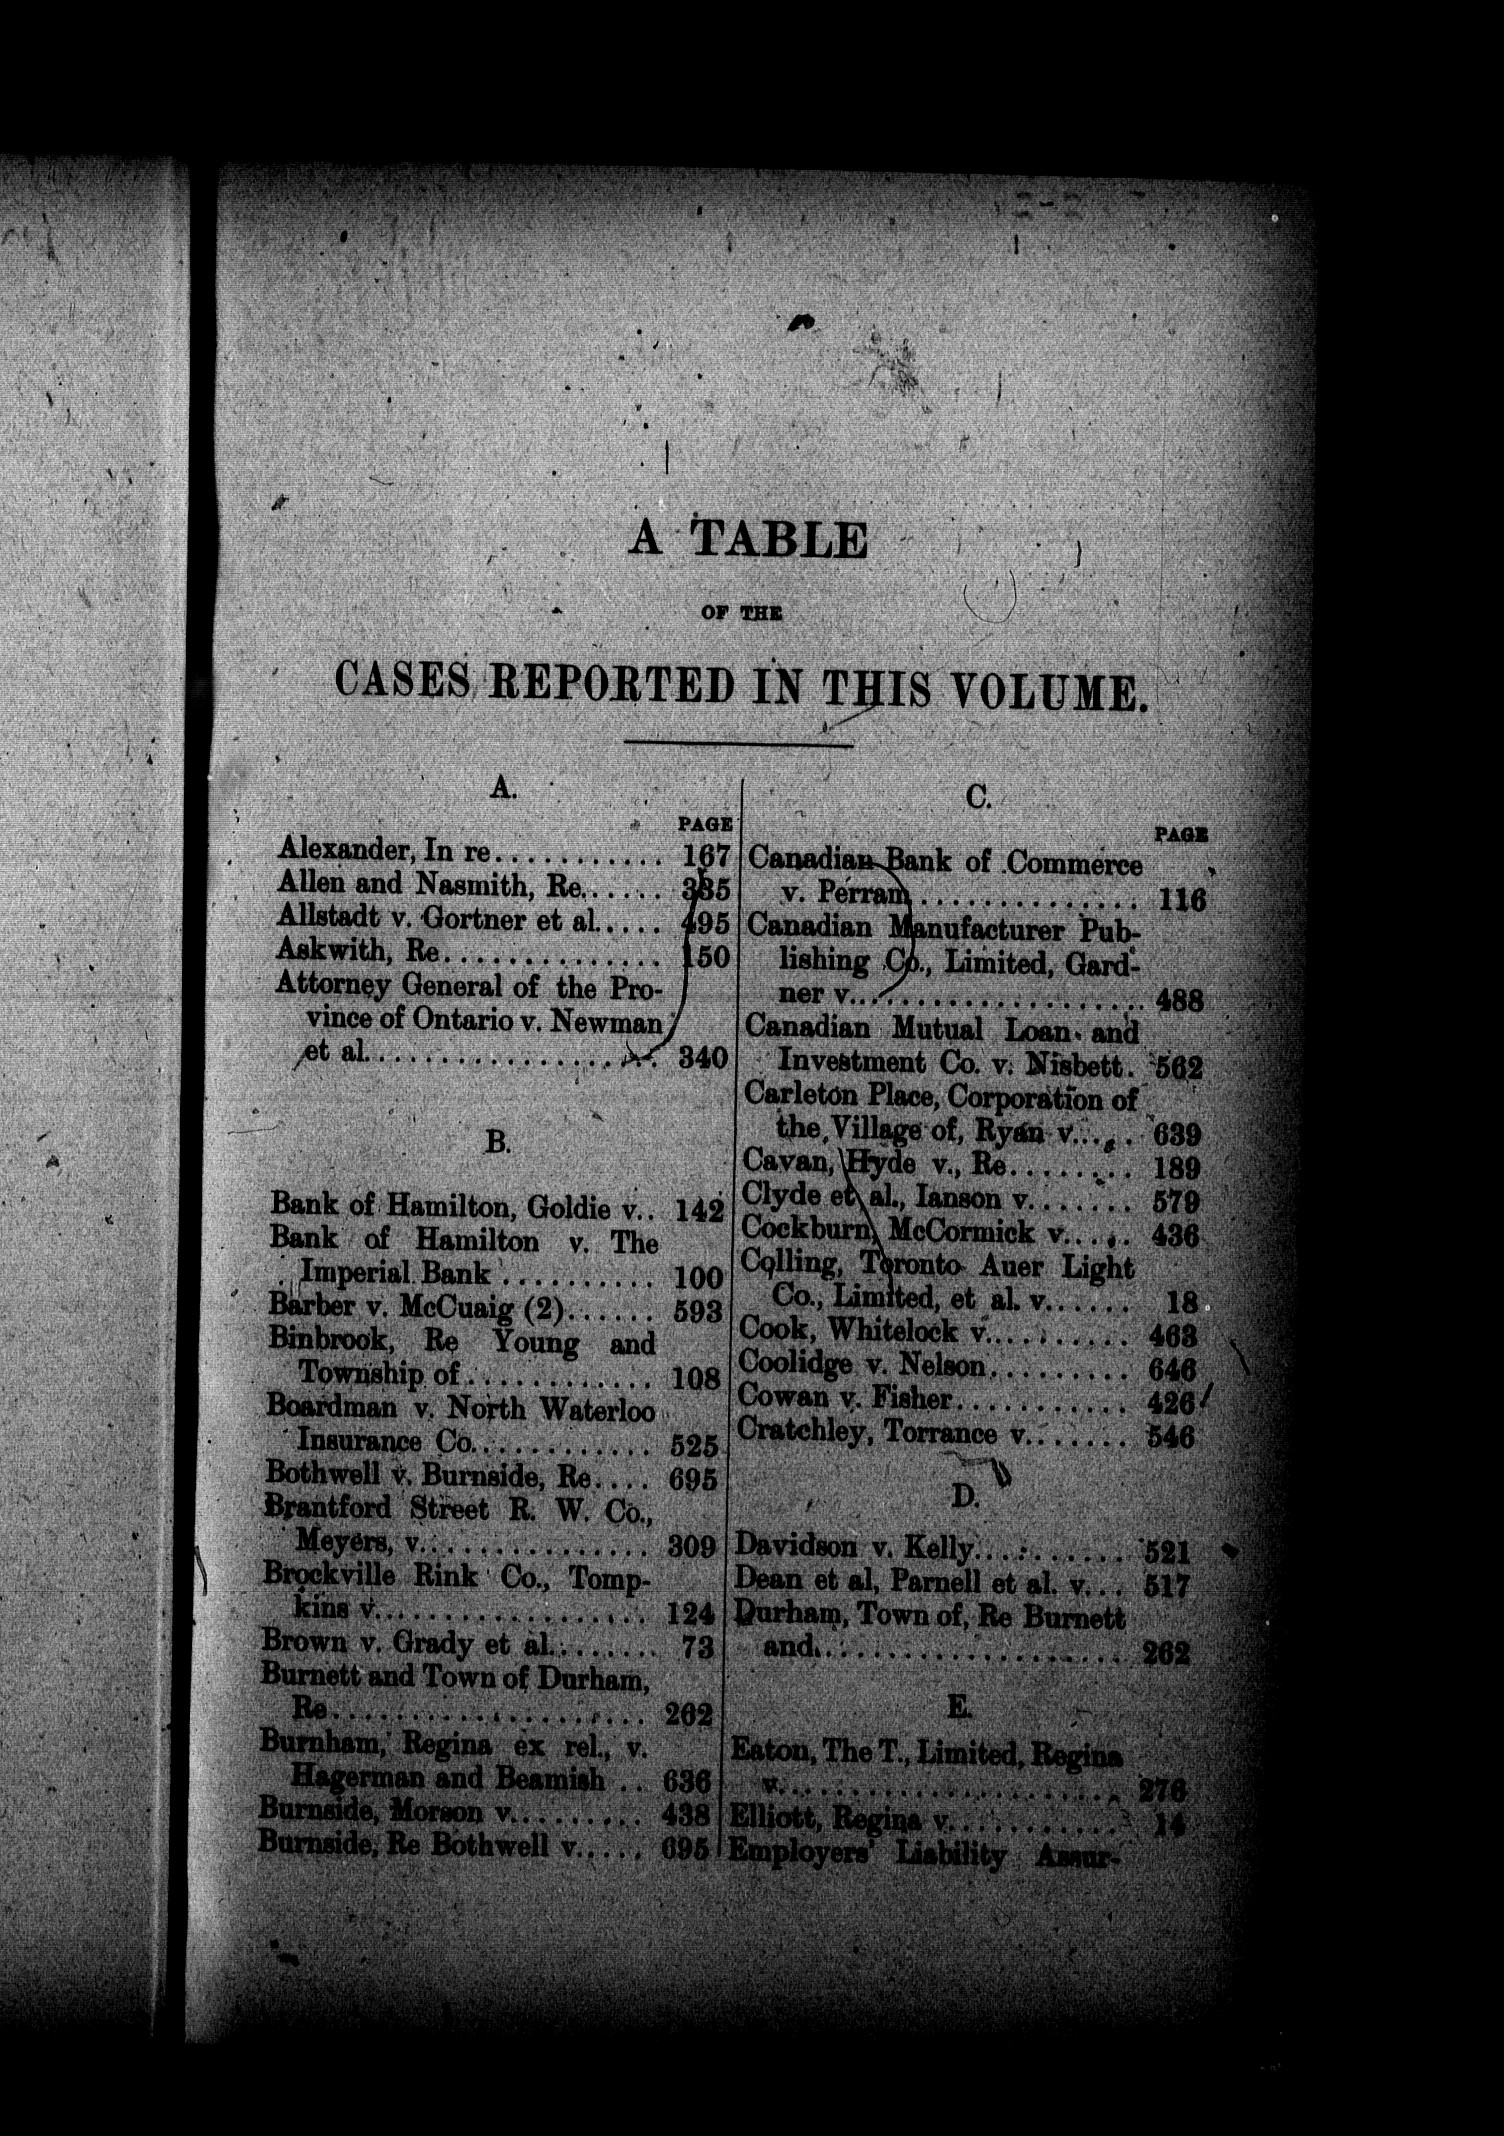 A TABLE
OF THE
CASES REPORTED IN THIS VOLUME.
A.
PAGE
Alexander, In re........... 167
Allen and Nasmith, Re...... 335
Allstadt v. Gortner et al..... 495
Askwith, Re.............. 150
Attorney General of the Pro-
vince of Ontario v. Newman
et al................... 340
B.
Bank of Hamilton, Goldie v.. 142
Bank of Hamilton v. The
Imperial Bank .......... 100
Barber v. McCuaig (2)...... 593
Binbrook, Re Young and
Township of............ 108
Boardman v. North Waterloo
Insurance Co............ 525
Bothwell v. Burnside, Re.... 695
Brantford Street R. W. Co.,
Meyers, v............... 309
Brockville Rink Co., Tomp-
kins v.................. 124
Brown v. Grady et al........ 73
Burnett and Town of Durham,
Re.................... 262
Burnham, Regina ex rel., v.
Hagerman and Beamish .. 636
Burnside, Morson v......... 438
Burnside, Re Bothwell v..... 695
C.
PAGE
Canadian Bank of Commerce
v. Perram.............. 116
Canadian Manufacturer Pub-
lishing Co., Limited, Gard-
ner v................... 488
Canadian Mutual Loan and
Investment Co. v. Nisbett. 562
Carleton Place, Corporation of
the Village of, Ryan v..... 639
Cavan, Hyde v., Re........ 189
Clyde et al., Ianson v....... 579
Cockburn, McCormick v..... 436
Colling, Toronto Auer Light
Co., Limited, et al. v...... 18
Cook, Whitelock v.......... 463
Coolidge v. Nelson......... 646
Cowan v. Fisher........... 426
Cratchley, Torrance v....... 546
D.
Davidson v. Kelly.......... 521
Dean et al, Parnell et al. v... 517
Durham, Town of, Re Burnett
and.................... 262
E.
Eaton, The T., Limited, Regina
v...................... 276
Elliott, Regina v........... 14
Employers' Liability Assur-